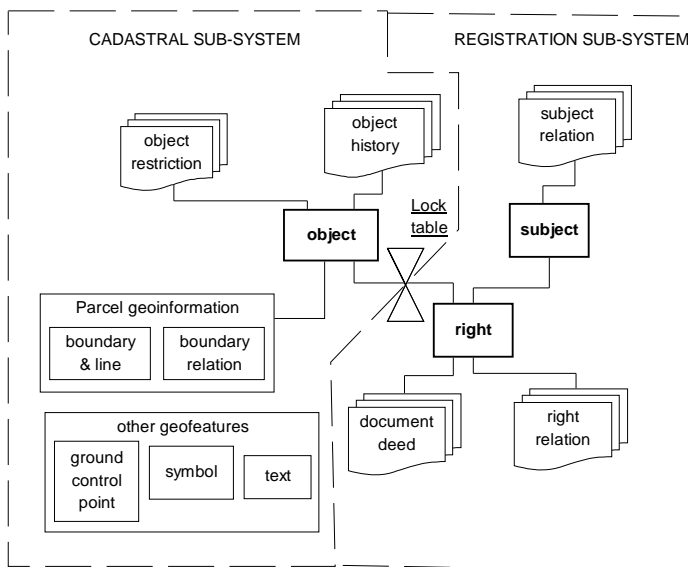 CADASTRAL SUB-SYSTEM
REGISTRATION SUB-SYSTEM
object
restriction
object
history
subject
relation
Lock
table
object
subject
right
Parcel geoinformation
boundary
& line
boundary
relation
other geofeatures
ground
control
point
symbol
text
document
deed
right
relation